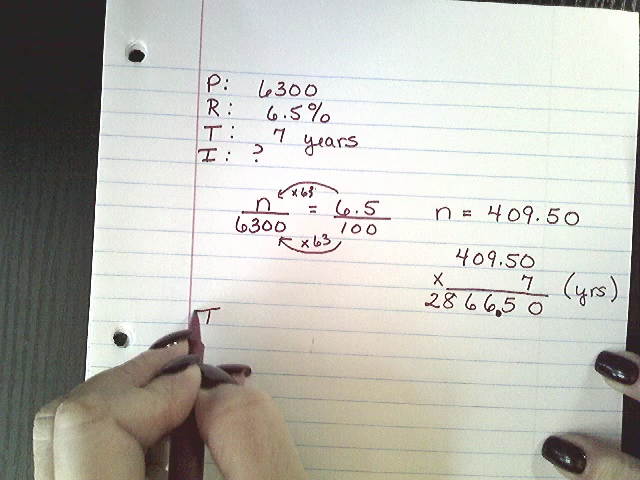 P: 6300
R: 6.5%
T: 7 years
I: ?
x63
n/6300 = 6.5/100
x63
n = 409.50
409.50
x 7 (yrs)
2866.50
T